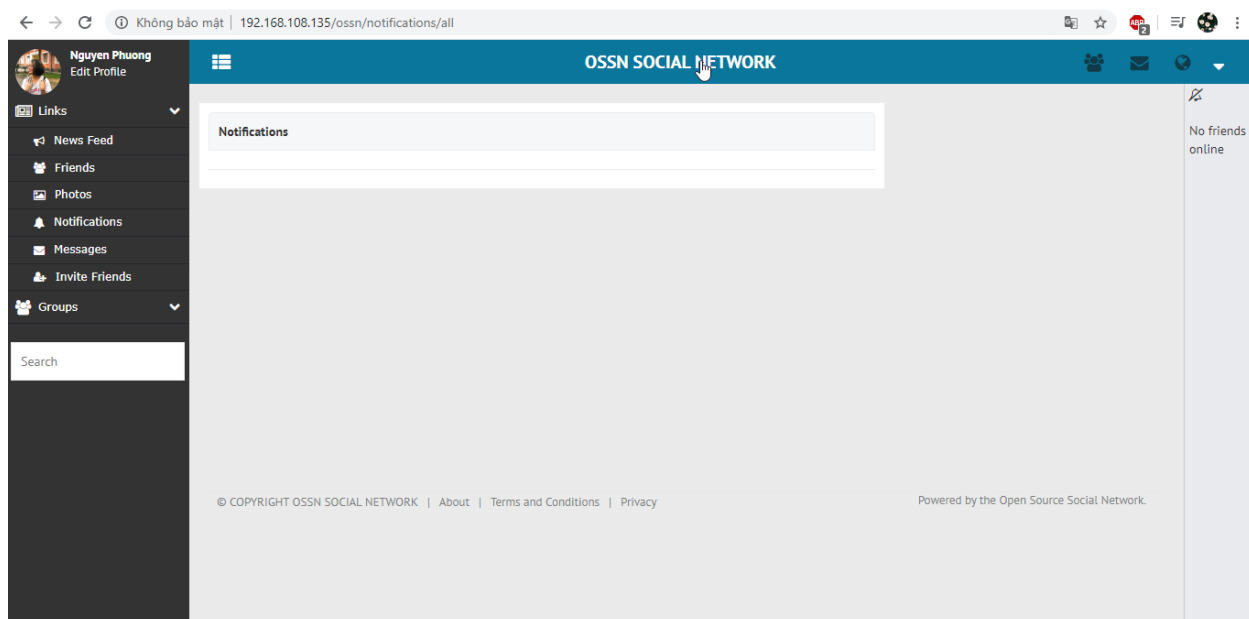 Không bảo mật | 192.168.108.135/ossn/notifications/all
ABP
2
Nguyen Phuong
Edit Profile
OSSN SOCIAL NETWORK
Links
News Feed
Friends
Photos
Notifications
Messages
Invite Friends
Groups
Search
Notifications
No friends
online
© COPYRIGHT OSSN SOCIAL NETWORK | About | Terms and Conditions | Privacy
Powered by the Open Source Social Network.